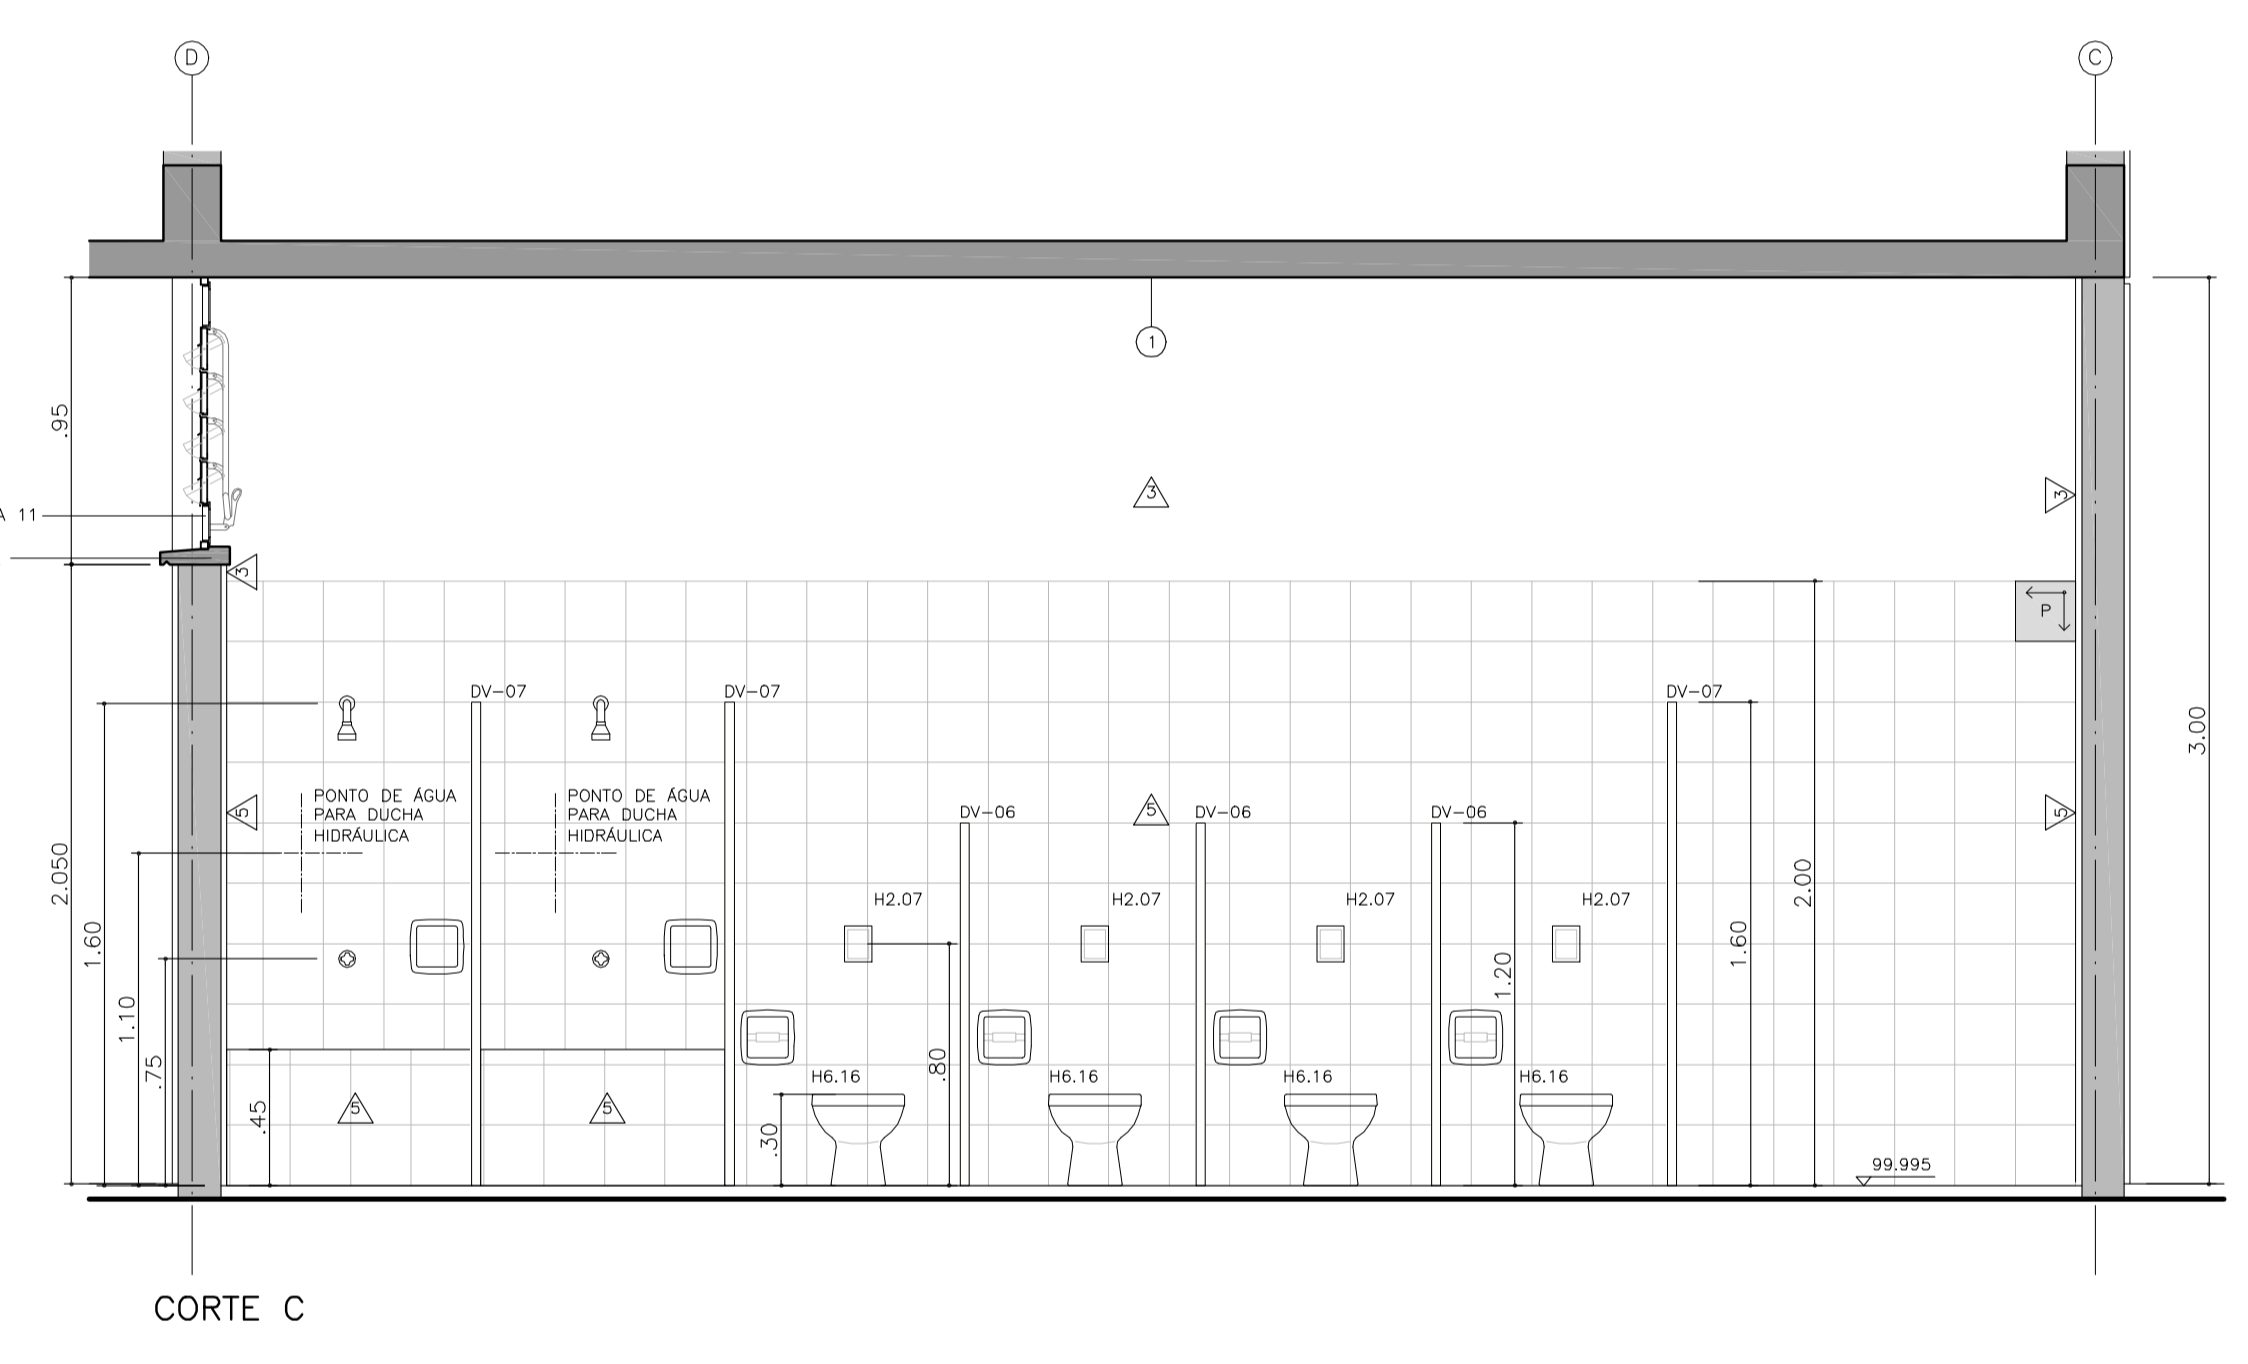 D
C
1
.95
3
3
A 11
3
P
DV-07
DV-07
DV-07
3.00
PONTO DE ÁGUA
PARA DUCHA
HIDRÁULICA
PONTO DE ÁGUA
PARA DUCHA
HIDRÁULICA
5
DV-06
5
DV-06
DV-06
5
2.050
2.00
H2.07
H2.07
H2.07
H2.07
1.60
1.60
1.20
1.10
.75
.80
H6.16
H6.16
H6.16
H6.16
.45
5
5
.30
99.995
CORTE C